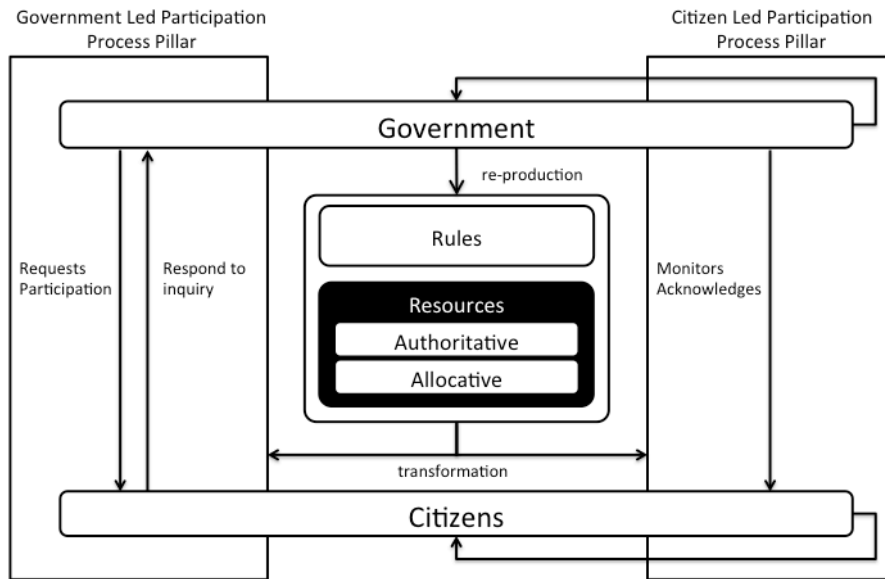 Government Led Participation
Process Pillar
Citizen Led Participation
Process Pillar
Government
re-production
Rules
Requests
Participation
Respond to
inquiry
Monitors
Acknowledges
Resources
Authoritative
Allocative
transformation
Citizens